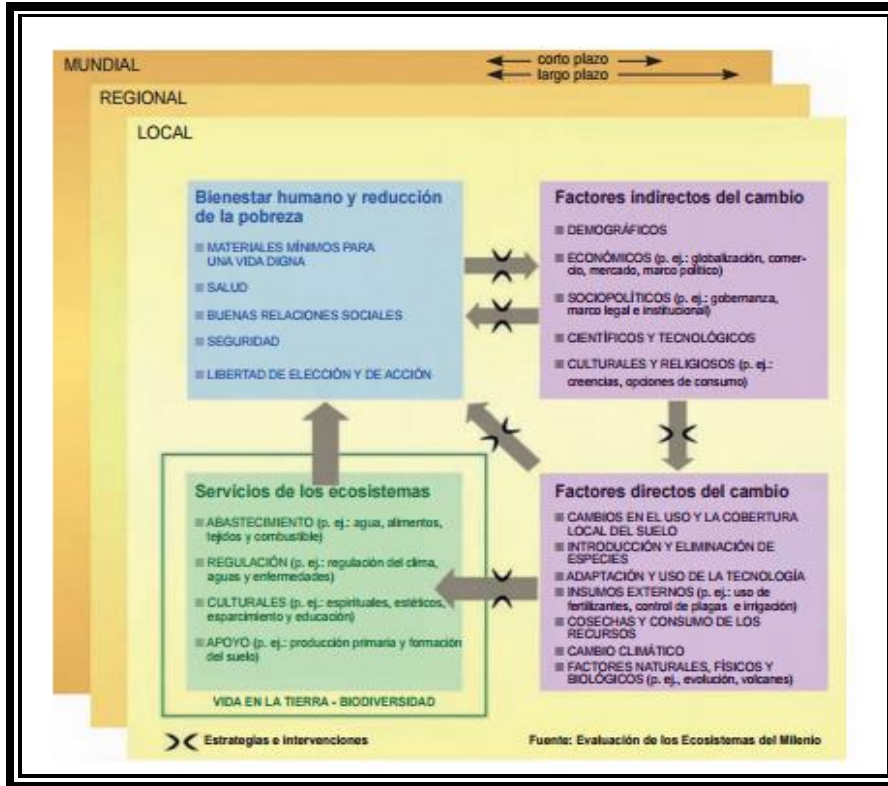 MUNDIAL
corto plazo
largo plazo
REGIONAL
LOCAL
Bienestar humano y reducción
de la pobreza
MATERIALES MÍNIMOS PARA
UNA VIDA DIGNA
SALUD
BUENAS RELACIONES SOCIALES
SEGURIDAD
LIBERTAD DE ELECCIÓN Y DE ACCIÓN
Factores indirectos del cambio
DEMOGRÁFICOS
ECONÓMICOS (p. ej.: globalización, comer-
cio, mercado, marco político)
SOCIOPOLÍTICOS (p. ej.: gobernanza,
marco legal e institucional)
CIENTÍFICOS Y TECNOLÓGICOS
CULTURALES Y RELIGIOSOS (p. ej.:
creencias, opciones de consumo)
Servicios de los ecosistemas
ABASTECIMIENTO (p. ej.: agua, alimentos,
tejidos y combustible)
REGULACIÓN (p. ej.: regulación del clima,
aguas y enfermedades)
CULTURALES (p. ej.: espirituales, estéticos,
esparcimiento y educación)
APOYO (p. ej.: producción primaria y formación
del suelo)
VIDA EN LA TIERRA - BIODIVERSIDAD
Factores directos del cambio
CAMBIOS EN EL USO Y LA COBERTURA
LOCAL DEL SUELO
INTRODUCCIÓN Y ELIMINACIÓN DE
ESPECIES
ADAPTACIÓN Y USO DE LA TECNOLOGÍA
INSUMOS EXTERNOS (p. ej.: uso de
fertilizantes, control de plagas e irrigación)
COSECHAS Y CONSUMO DE LOS
RECURSOS
CAMBIO CLIMÁTICO
FACTORES NATURALES, FÍSICOS Y
BIOLÓGICOS (p. ej., evolución, volcanes)
Estrategias e intervenciones
Fuente: Evaluación de los Ecosistemas del Milenio